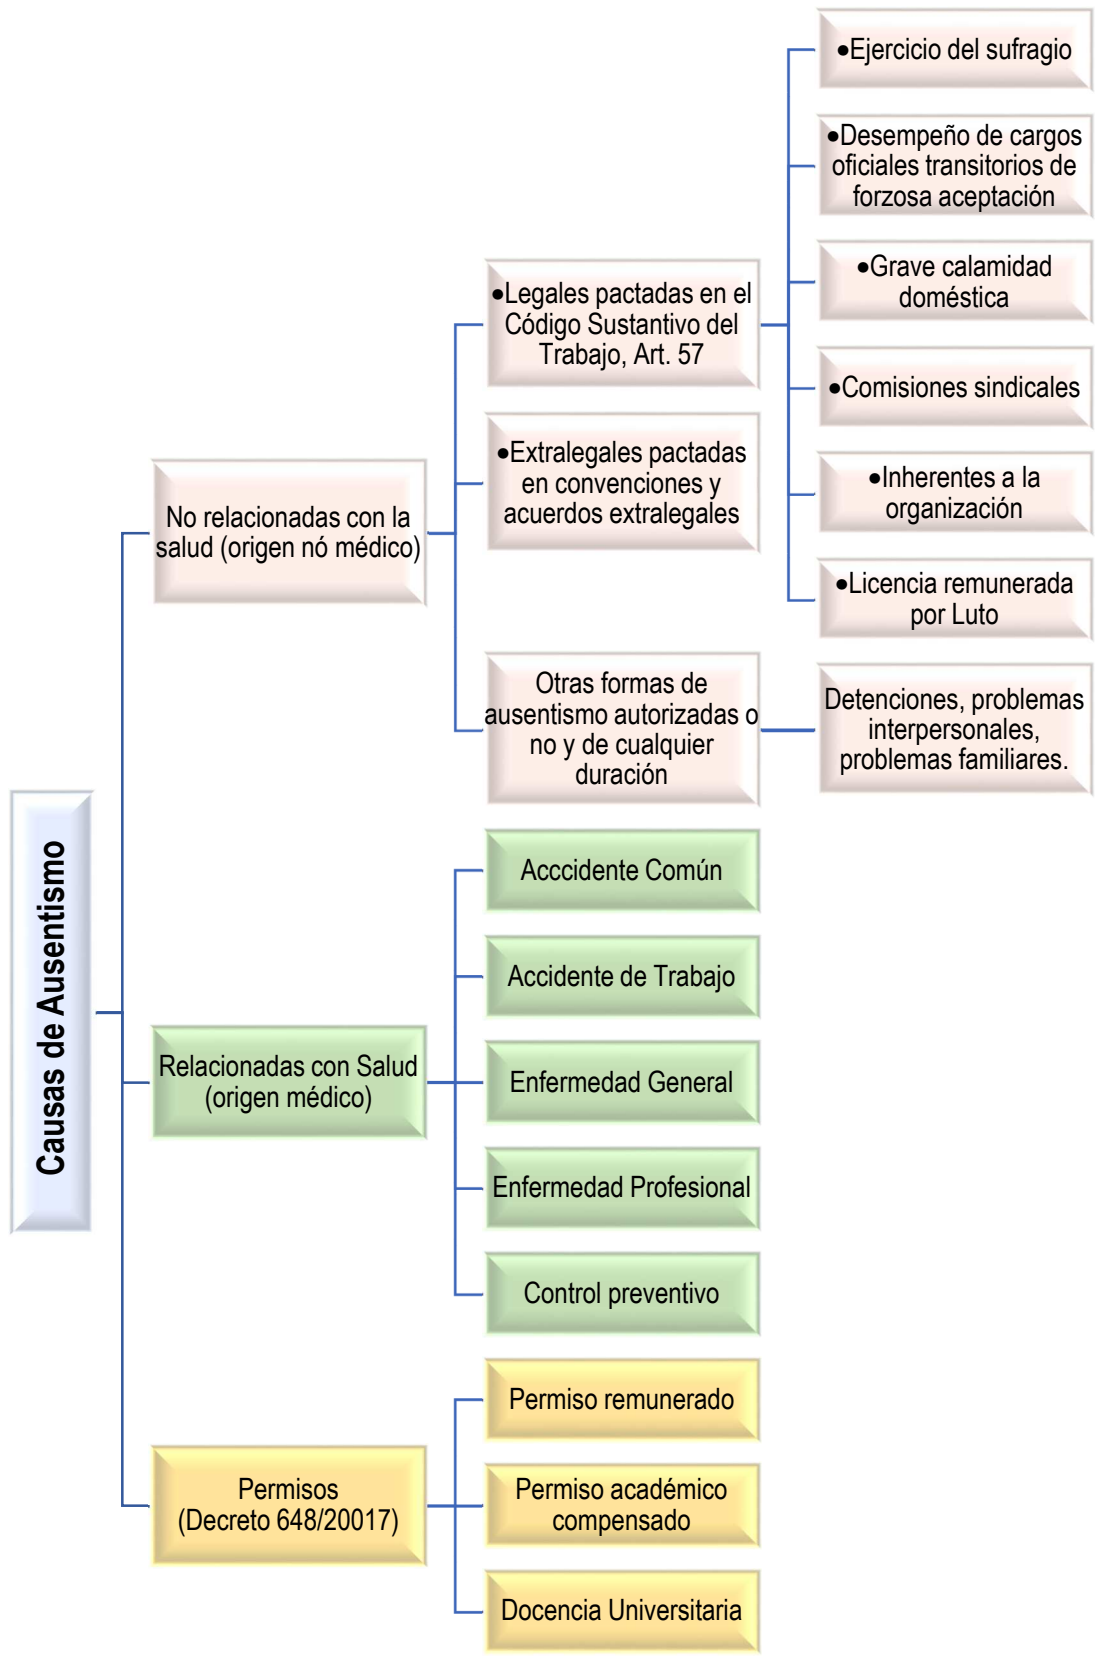 Causas de Ausentismo
No relacionadas con la
salud (origen nó médico)
•Legales pactadas en el
Código Sustantivo del
Trabajo, Art. 57
•Ejercicio del sufragio
•Desempeño de cargos
oficiales transitorios de
forzosa aceptación
•Grave calamidad
doméstica
•Comisiones sindicales
•Inherentes a la
organización
•Licencia remunerada
por Luto
•Extralegales pactadas
en convenciones y
acuerdos extralegales
Otras formas de
ausentismo autorizadas o
no y de cualquier
duración
Detenciones, problemas
interpersonales,
problemas familiares.
Relacionadas con Salud
(origen médico)
Acccidente Común
Accidente de Trabajo
Enfermedad General
Enfermedad Profesional
Control preventivo
Permisos
(Decreto 648/20017)
Permiso remunerado
Permiso académico
compensado
Docencia Universitaria